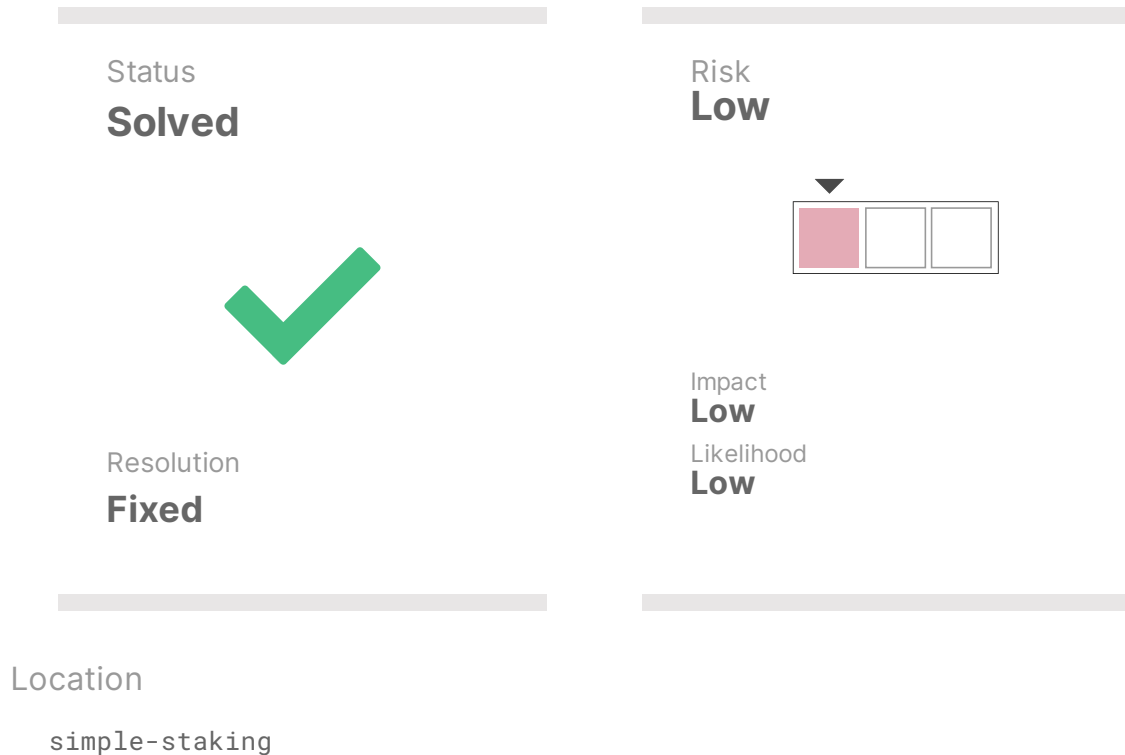 Status
Solved
Resolution
Fixed
Risk
Low
Impact
Low
Likelihood
Low
Location
simple-staking